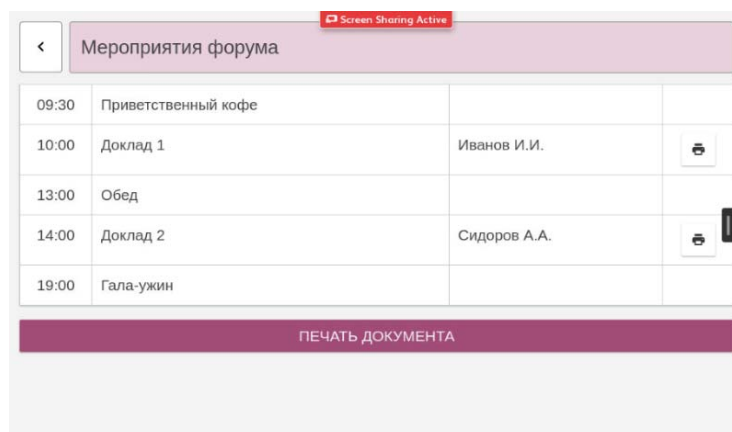 Screen Sharing Active
Мероприятия форума
09:30 Приветственный кофе
10:00 Доклад 1 Иванов И.И.
13:00 Обед
14:00 Доклад 2 Сидоров А.А.
19:00 Гала-ужин
ПЕЧАТЬ ДОКУМЕНТА